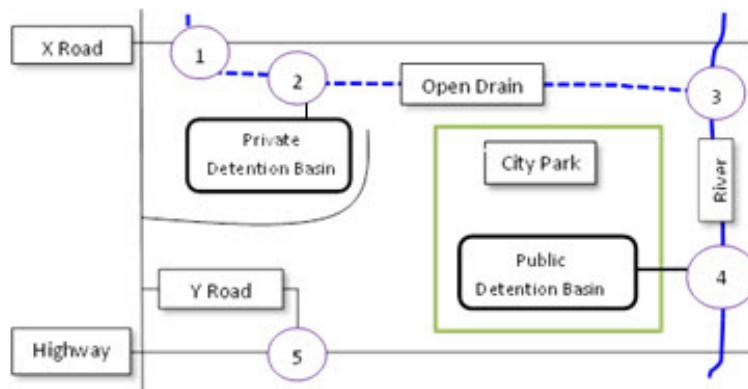 X Road
1
2
Open Drain
3
Private
Detention Basin
City Park
River
Public
Detention Basin
4
Y Road
Highway
5